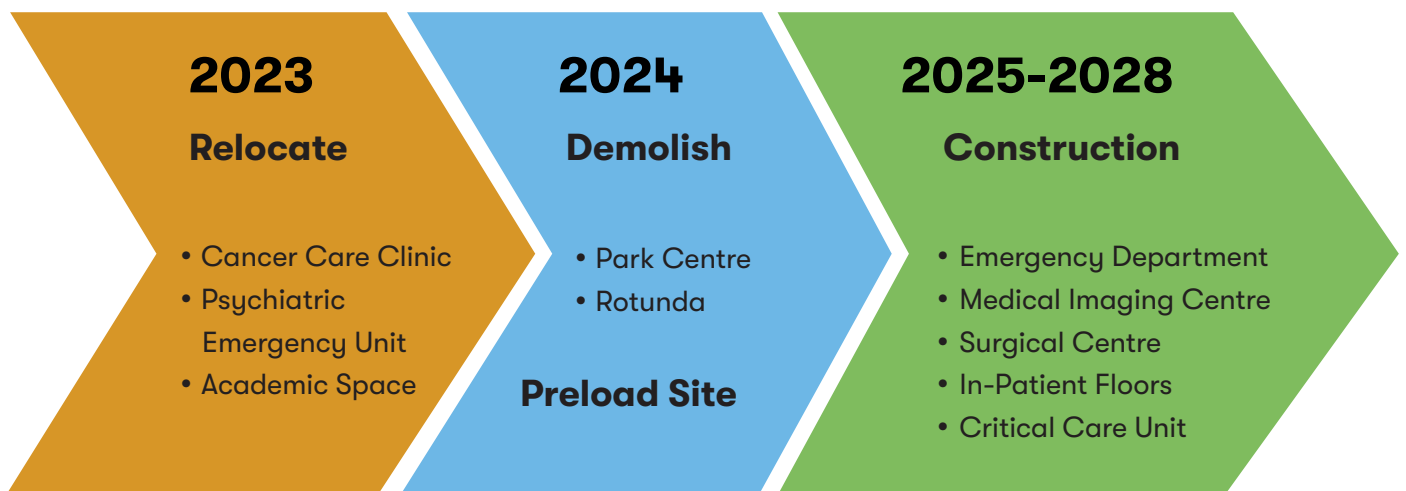 2023
Relocate
• Cancer Care Clinic
• Psychiatric
Emergency Unit
• Academic Space
2024
Demolish
• Park Centre
• Rotunda
Preload Site
2025-2028
Construction
• Emergency Department
• Medical Imaging Centre
• Surgical Centre
• In-Patient Floors
• Critical Care Unit